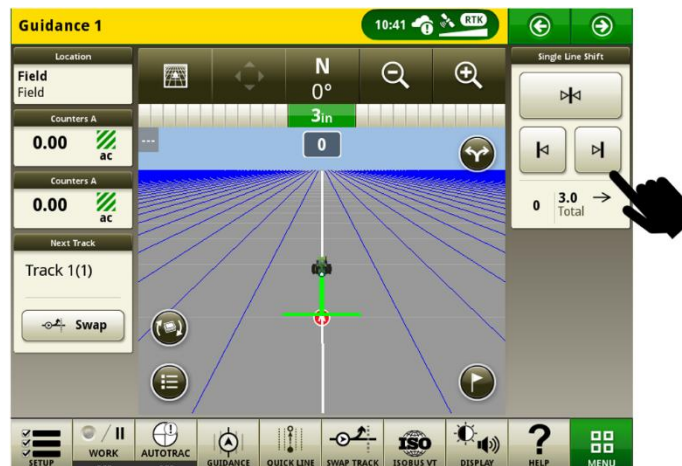 Guidance 1
10:41
RTK
Location
Field
Field
Counters A
0.00
ac
Counters A
0.00
ac
Next Track
Track 1(1)
Swap
N
0°
3in
---
0
Single Line Shift
0
3.0
Total
SETUP
WORK
AUTOTRAC
GUIDANCE
QUICK LINE
SWAP TRACK
ISO
ISOBUS VT
DISPLAY
?
HELP
MENU